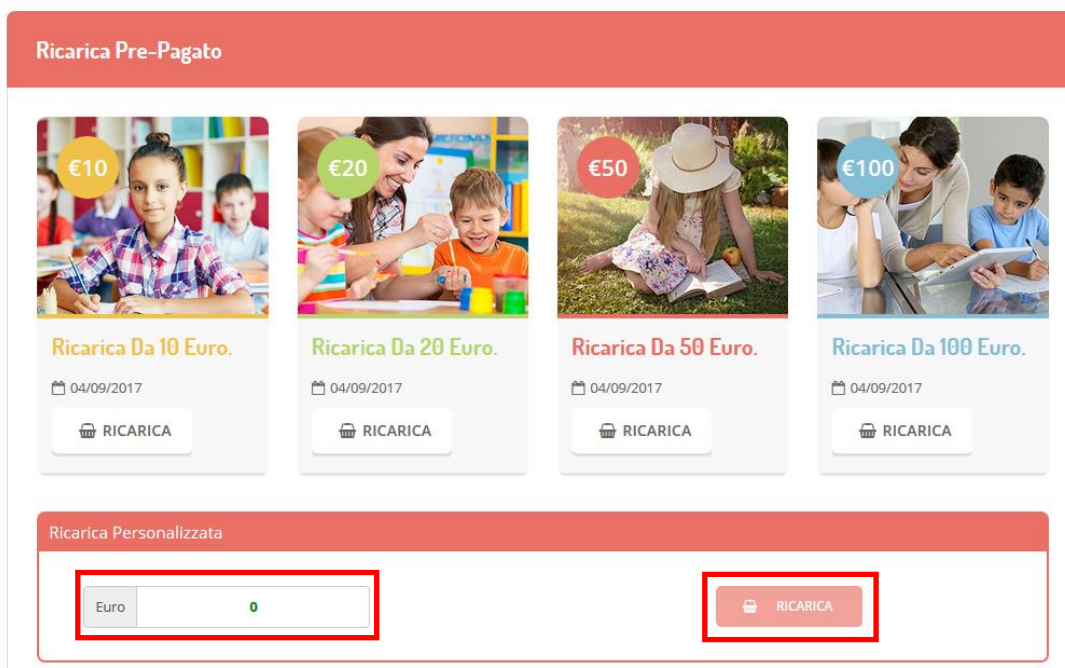 Ricarica Pre-Pagato
€10
€20
€50
€100
Ricarica Da 10 Euro.
Ricarica Da 20 Euro.
Ricarica Da 50 Euro.
Ricarica Da 100 Euro.
04/09/2017
04/09/2017
04/09/2017
04/09/2017
RICARICA
RICARICA
RICARICA
RICARICA
Ricarica Personalizzata
Euro 0
RICARICA